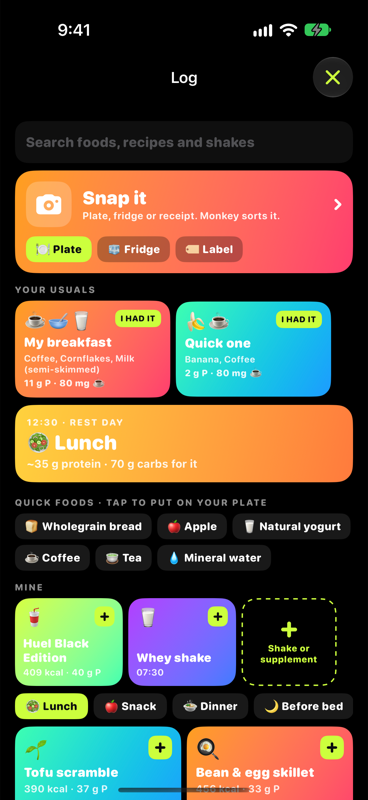 9:41
Log
Search foods, recipes and shakes
Snap it
Plate, fridge or receipt. Monkey sorts it.
Plate
Fridge
Label
YOUR USUALS
I HAD IT
My breakfast
Coffee, Cornflakes, Milk
(semi-skimmed)
11 g P · 80 mg
I HAD IT
Quick one
Banana, Coffee
2 g P · 80 mg
12:30 · REST DAY
Lunch
~35 g protein · 70 g carbs for it
QUICK FOODS · TAP TO PUT ON YOUR PLATE
Wholegrain bread
Apple
Natural yogurt
Coffee
Tea
Mineral water
MINE
Huel Black
Edition
409 kcal · 40 g P
Whey shake
07:30
Shake or
supplement
Lunch
Snack
Dinner
Before bed
Tofu scramble
390 kcal · 37 g P
Bean & egg skillet
33 g P